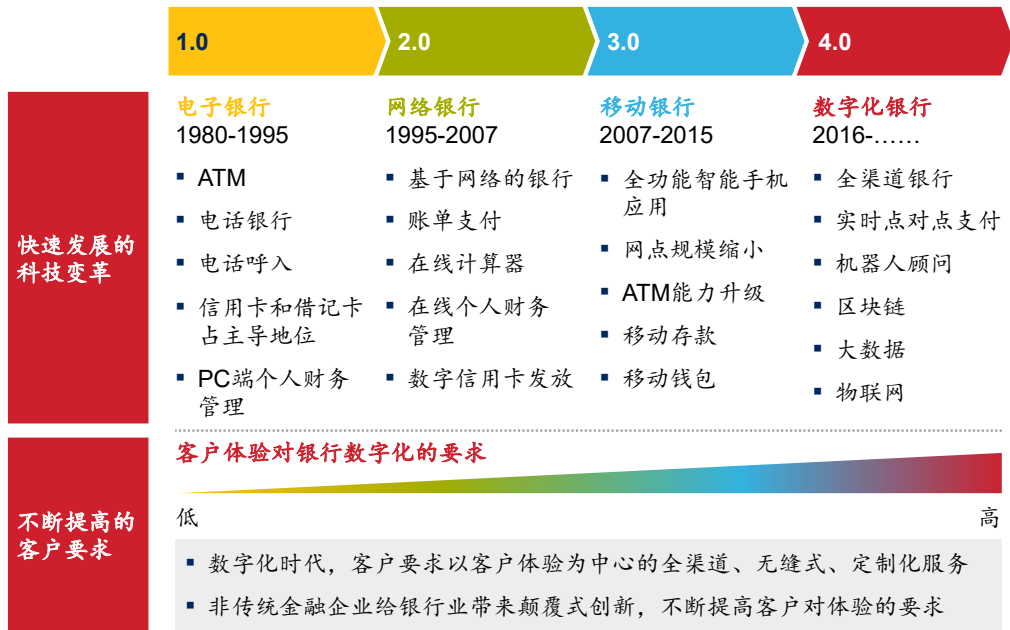 1.0
2.0
3.0
4.0
快速发展的
科技变革
电子银行
1980-1995
▪ ATM
▪ 电话银行
▪ 电话呼入
▪ 信用卡和借记卡
占主导地位
▪ PC端个人财务
管理
网络银行
1995-2007
▪ 基于网络的银行
▪ 账单支付
▪ 在线计算器
▪ 在线个人财务
管理
▪ 数字信用卡发放
移动银行
2007-2015
▪ 全功能智能手机
应用
▪ 网点规模缩小
▪ ATM能力升级
▪ 移动存款
▪ 移动钱包
数字化银行
2016-……
▪ 全渠道银行
▪ 实时点对点支付
▪ 机器人顾问
▪ 区块链
▪ 大数据
▪ 物联网
不断提高的
客户要求
客户体验对银行数字化的要求
低
高
▪ 数字化时代，客户要求以客户体验为中心的全渠道、无缝式、定制化服务
▪ 非传统金融企业给银行业带来颠覆式创新，不断提高客户对体验的要求